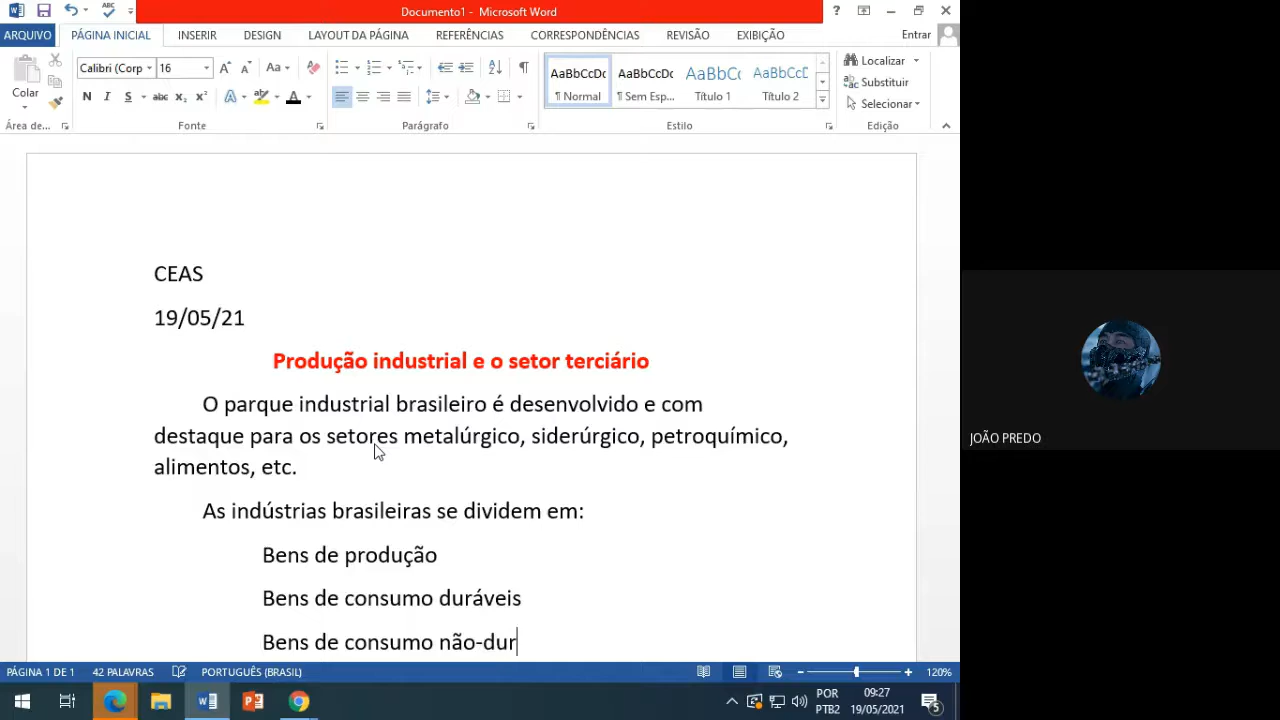 Documento1 - Microsoft Word
?
ARQUIVO PÁGINA INICIAL INSERIR DESIGN LAYOUT DA PÁGINA REFERÊNCIAS CORRESPONDÊNCIAS REVISÃO EXIBIÇÃO Entrar
Calibri (Corp 16 Aa AaBbCcDc AaBbCcDc AaBbCc AaBbCcC Localizar
Colar N I S abc x₂ x² A A ¶ Normal ¶ Sem Esp... Título 1 Título 2 Substituir
Selecionar
Área de... Fonte Parágrafo Estilo Edição
CEAS
19/05/21
Produção industrial e o setor terciário
O parque industrial brasileiro é desenvolvido e com
destaque para os setores metalúrgico, siderúrgico, petroquímico,
alimentos, etc.
As indústrias brasileiras se dividem em:
Bens de produção
Bens de consumo duráveis
Bens de consumo não-dur
JOÃO PREDO
PÁGINA 1 DE 1 42 PALAVRAS PORTUGUÊS (BRASIL) 120%
POR 09:27
PTB2 19/05/2021 5